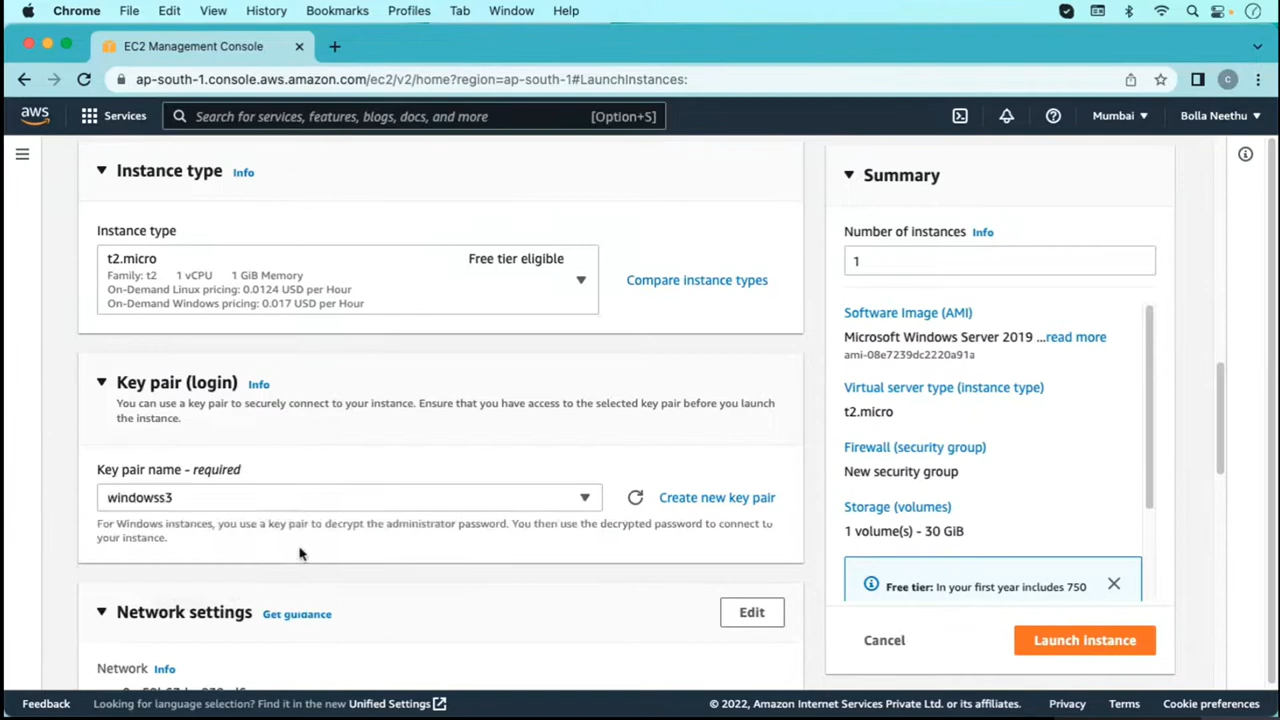 Chrome File Edit View History Bookmarks Profiles Tab Window Help
EC2 Management Console
ap-south-1.console.aws.amazon.com/ec2/v2/home?region=ap-south-1#LaunchInstances:
C
aws Services Search for services, features, blogs, docs, and more [Option+S] Mumbai Bolla Neethu
Instance type Info
Instance type
t2.micro Free tier eligible
Family: t2 1 vCPU 1 GiB Memory
On-Demand Linux pricing: 0.0124 USD per Hour
On-Demand Windows pricing: 0.017 USD per Hour
Compare instance types
Key pair (login) Info
You can use a key pair to securely connect to your instance. Ensure that you have access to the selected key pair before you launch
the instance.
Key pair name - required
windowss3
Create new key pair
For Windows instances, you use a key pair to decrypt the administrator password. You then use the decrypted password to connect to
your instance.
Network settings Get guidance
Edit
Network Info
Summary
Number of instances Info
1
Software Image (AMI)
Microsoft Windows Server 2019 ...read more
ami-08e7239dc2220a91a
Virtual server type (instance type)
t2.micro
Firewall (security group)
New security group
Storage (volumes)
1 volume(s) - 30 GiB
Free tier: In your first year includes 750
Cancel
Launch instance
Feedback Looking for language selection? Find it in the new Unified Settings © 2022, Amazon Internet Services Private Ltd. or its affiliates. Privacy Terms Cookie preferences